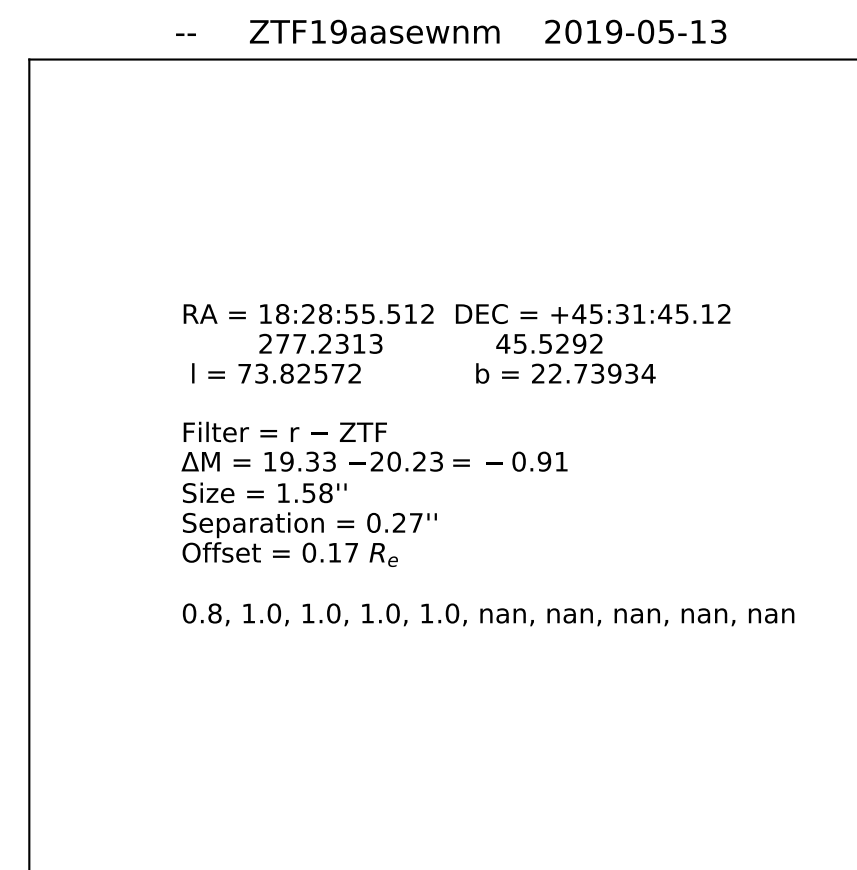 -- ZTF19aasewnm 2019-05-13
RA = 18:28:55.512 DEC = +45:31:45.12
277.2313 45.5292
l = 73.82572 b = 22.73934
Filter = r − ZTF
ΔM = 19.33 −20.23 = − 0.91
Size = 1.58''
Separation = 0.27''
Offset = 0.17 Rₑ
0.8, 1.0, 1.0, 1.0, 1.0, nan, nan, nan, nan, nan